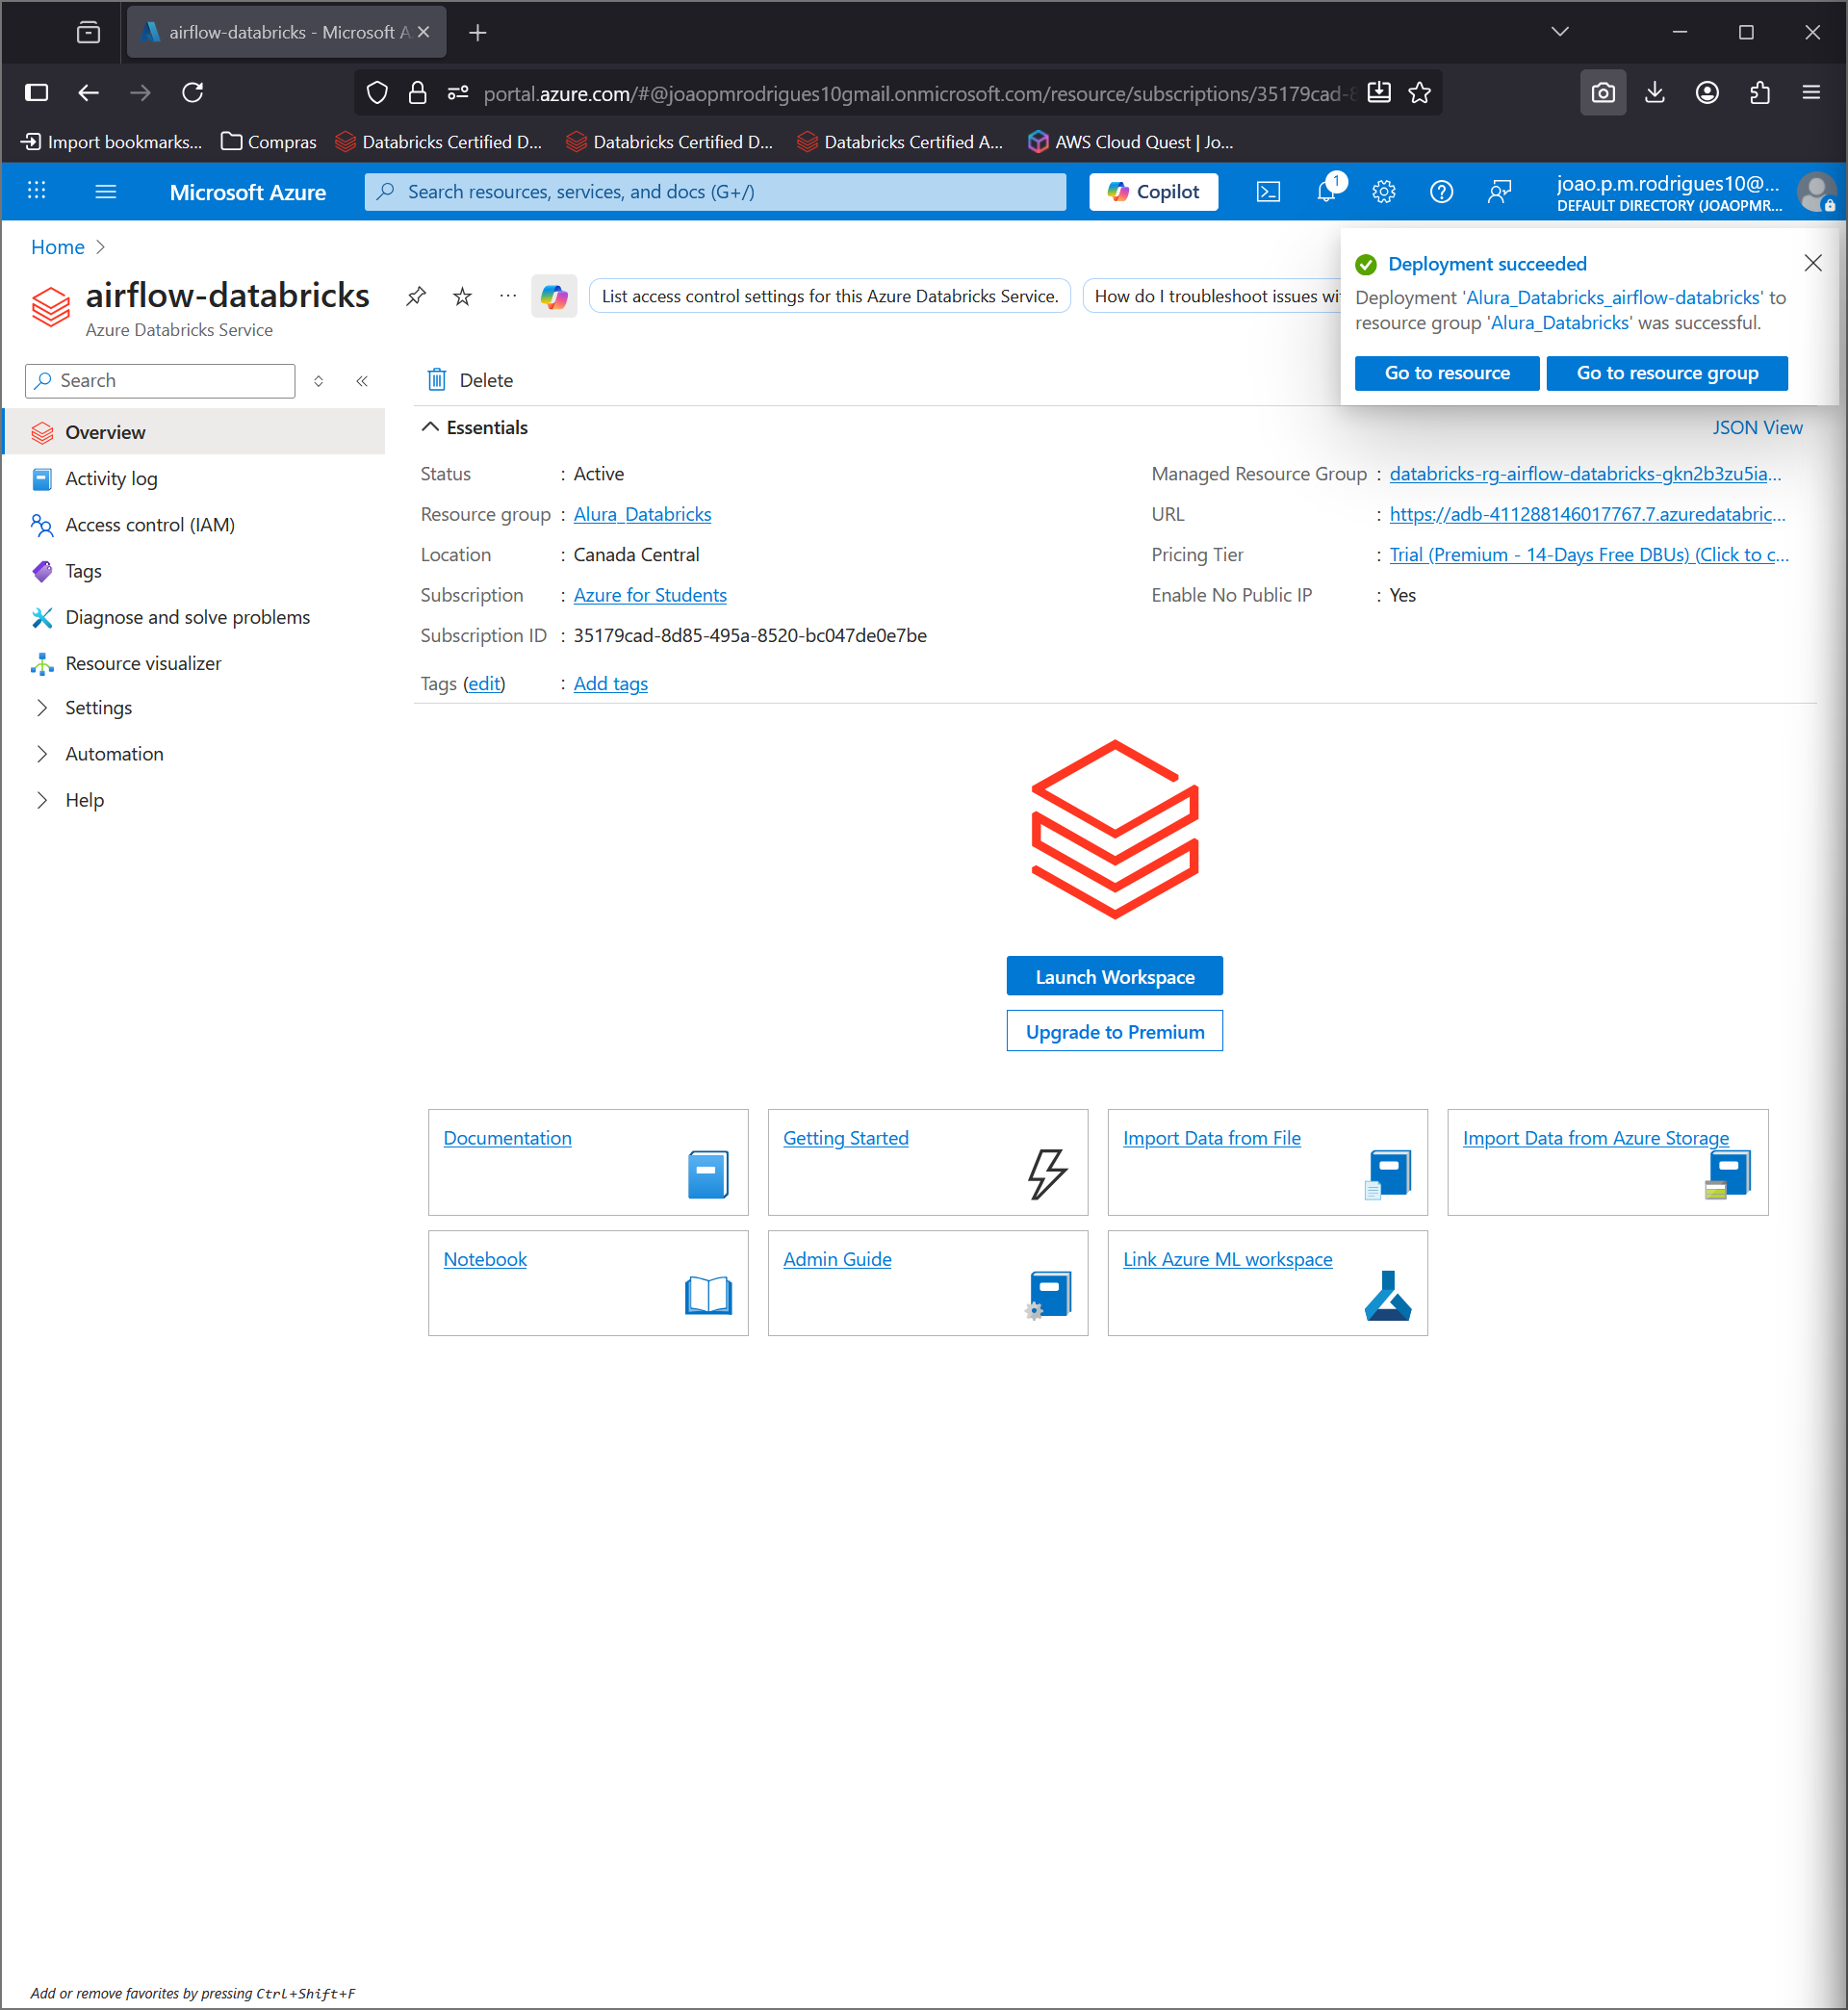 airflow-databricks - Microsoft A
portal.azure.com/#@joaopmrodrigues10gmail.onmicrosoft.com/resource/subscriptions/35179cad-8
Import bookmarks... Compras Databricks Certified D... Databricks Certified D... Databricks Certified A... AWS Cloud Quest | Jo...
Microsoft Azure Search resources, services, and docs (G+/) Copilot 1 joao.p.m.rodrigues10@...
DEFAULT DIRECTORY (JOAOPMR...
Home
airflow-databricks
Azure Databricks Service
List access control settings for this Azure Databricks Service. How do I troubleshoot issues wi
Deployment succeeded
Deployment 'Alura_Databricks_airflow-databricks' to
resource group 'Alura_Databricks' was successful.
Go to resource Go to resource group
Search
Overview
Activity log
Access control (IAM)
Tags
Diagnose and solve problems
Resource visualizer
Settings
Automation
Help
Delete
Essentials JSON View
Status : Active
Resource group : Alura_Databricks
Location : Canada Central
Subscription : Azure for Students
Subscription ID : 35179cad-8d85-495a-8520-bc047de0e7be
Tags (edit) : Add tags
Managed Resource Group : databricks-rg-airflow-databricks-gkn2b3zu5ia...
URL : https://adb-411288146017767.7.azuredatabric...
Pricing Tier : Trial (Premium - 14-Days Free DBUs) (Click to c...
Enable No Public IP : Yes
Launch Workspace
Upgrade to Premium
Documentation Getting Started Import Data from File Import Data from Azure Storage
Notebook Admin Guide Link Azure ML workspace
Add or remove favorites by pressing Ctrl+Shift+F